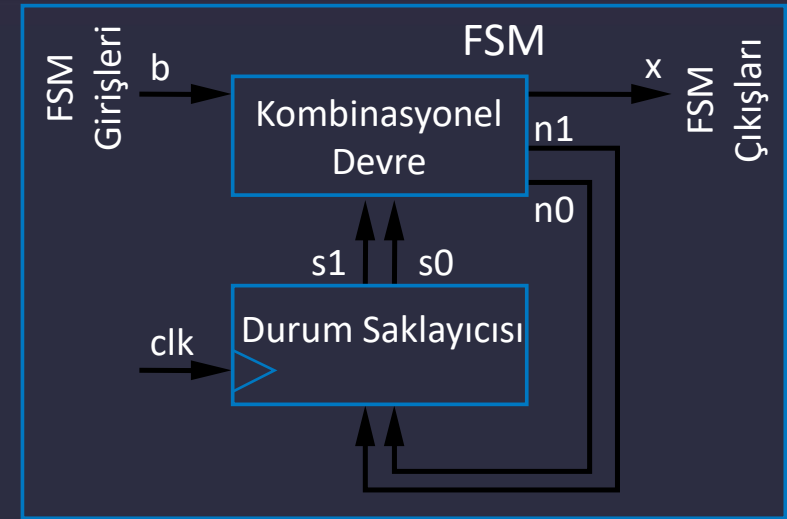 FSM
FSM
Girişleri
b
x
FSM
Çıkışları
Kombinasyonel
Devre
n1
n0
s1
s0
clk
Durum Saklayıcısı